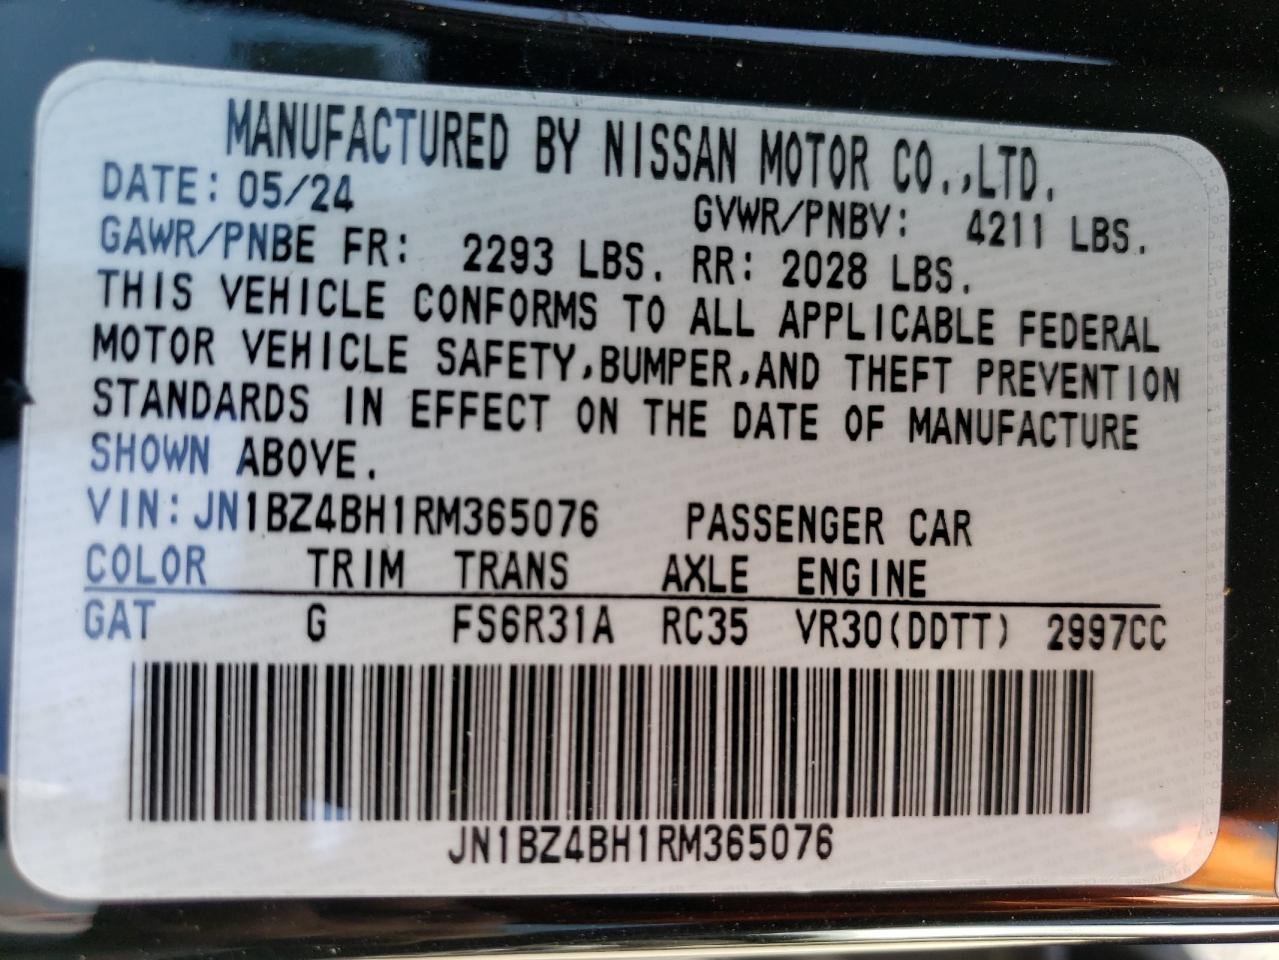 MANUFACTURED BY NISSAN MOTOR CO.,LTD.
DATE: 05/24 GVWR/PNBV: 4211 LBS.
GAWR/PNBE FR: 2293 LBS. RR: 2028 LBS.
THIS VEHICLE CONFORMS TO ALL APPLICABLE FEDERAL
MOTOR VEHICLE SAFETY,BUMPER,AND THEFT PREVENTION
STANDARDS IN EFFECT ON THE DATE OF MANUFACTURE
SHOWN ABOVE.
VIN: JN1BZ4BH1RM365076 PASSENGER CAR
COLOR TRIM TRANS AXLE ENGINE
GAT G FS6R31A RC35 VR30(DDTT) 2997CC
JN1BZ4BH1RM365076